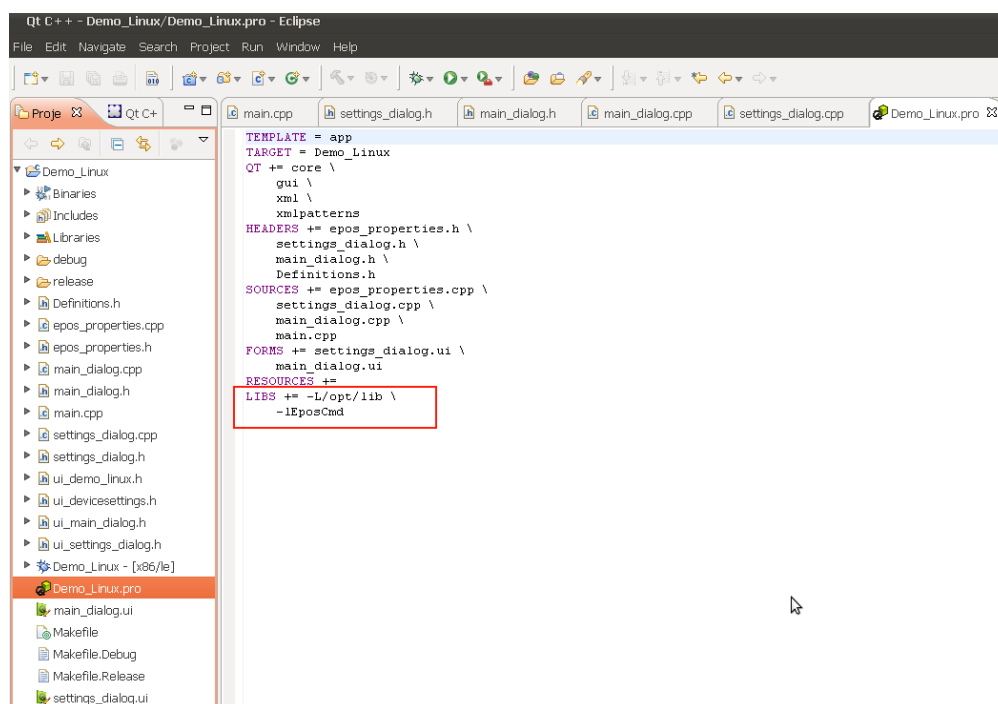 Qt C++ - Demo_Linux/Demo_Linux.pro - Eclipse
File Edit Navigate Search Project Run Window Help
010
Proje Qt C+
main.cpp settings_dialog.h main_dialog.h main_dialog.cpp settings_dialog.cpp Demo_Linux.pro
Demo_Linux
Binaries
Includes
Libraries
debug
release
Definitions.h
epos_properties.cpp
epos_properties.h
main_dialog.cpp
main_dialog.h
main.cpp
settings_dialog.cpp
settings_dialog.h
ui_demo_linux.h
ui_devicesettings.h
ui_main_dialog.h
ui_settings_dialog.h
Demo_Linux - [x86/le]
Demo_Linux.pro
main_dialog.ui
Makefile
Makefile.Debug
Makefile.Release
settings_dialog.ui
TEMPLATE = app
TARGET = Demo_Linux
QT += core \
gui \
xml \
xmlpatterns
HEADERS += epos_properties.h \
settings_dialog.h \
main_dialog.h \
Definitions.h
SOURCES += epos_properties.cpp \
settings_dialog.cpp \
main_dialog.cpp \
main.cpp
FORMS += settings_dialog.ui \
main_dialog.ui
RESOURCES +=
LIBS += -L/opt/lib \
-lEposCmd